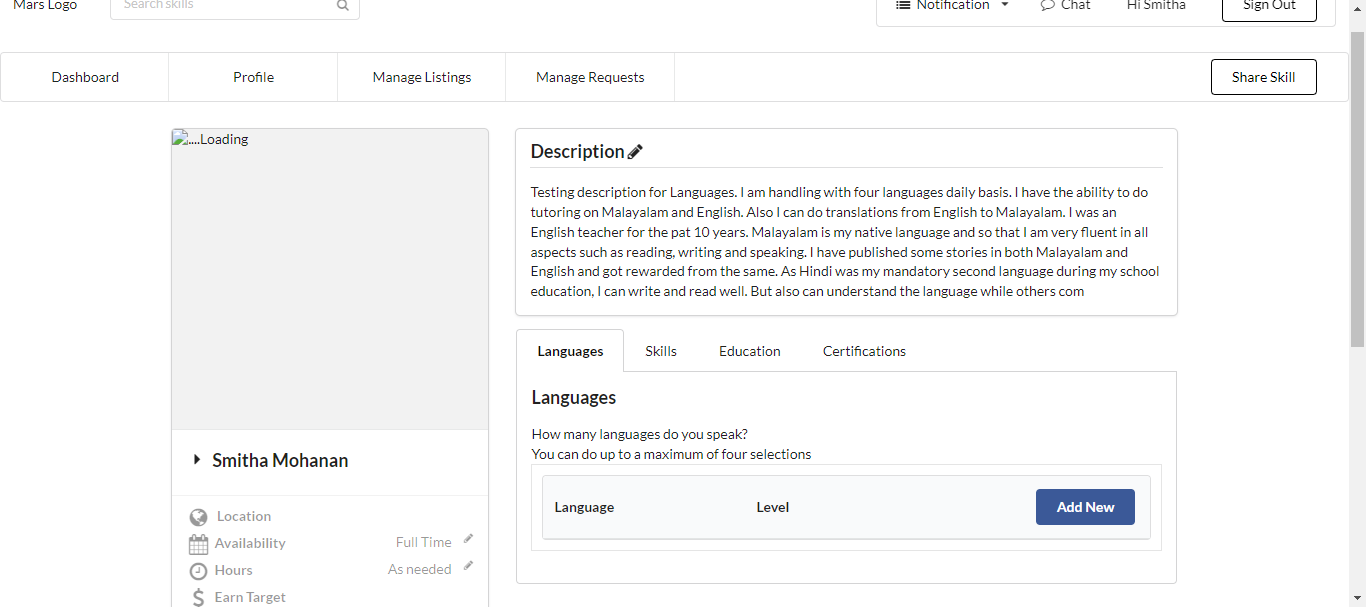 Mars Logo
Search skills
Notification
Chat
Hi Smitha
Sign Out
Dashboard
Profile
Manage Listings
Manage Requests
Share Skill
....Loading
Smitha Mohanan
Location
Availability Full Time
Hours As needed
Earn Target
Description
Testing description for Languages. I am handling with four languages daily basis. I have the ability to do
tutoring on Malayalam and English. Also I can do translations from English to Malayalam. I was an
English teacher for the pat 10 years. Malayalam is my native language and so that I am very fluent in all
aspects such as reading, writing and speaking. I have published some stories in both Malayalam and
English and got rewarded from the same. As Hindi was my mandatory second language during my school
education, I can write and read well. But also can understand the language while others com
Languages
Skills
Education
Certifications
Languages
How many languages do you speak?
You can do up to a maximum of four selections
Language
Level
Add New